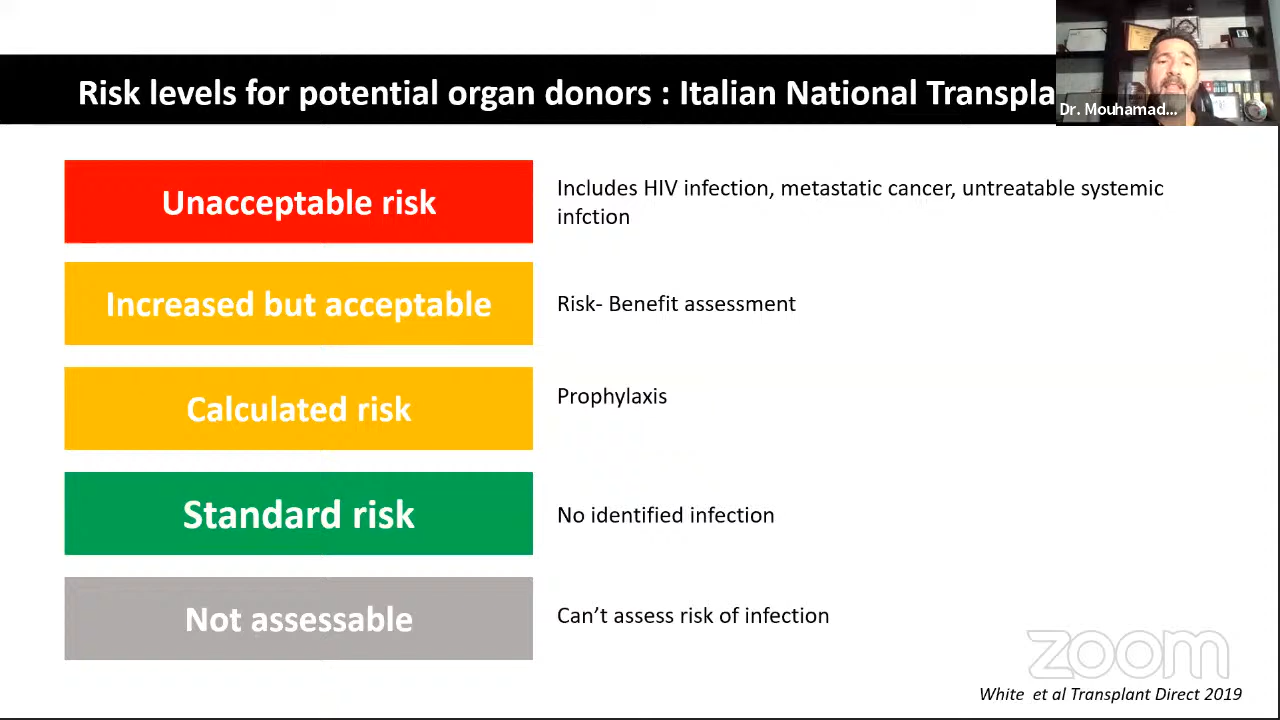 Risk levels for potential organ donors : Italian National Transpla
Dr. Mouhamad...
Unacceptable risk
Includes HIV infection, metastatic cancer, untreatable systemic
infction
Increased but acceptable
Risk- Benefit assessment
Calculated risk
Prophylaxis
Standard risk
No identified infection
Not assessable
Can't assess risk of infection
zoom
White et al Transplant Direct 2019